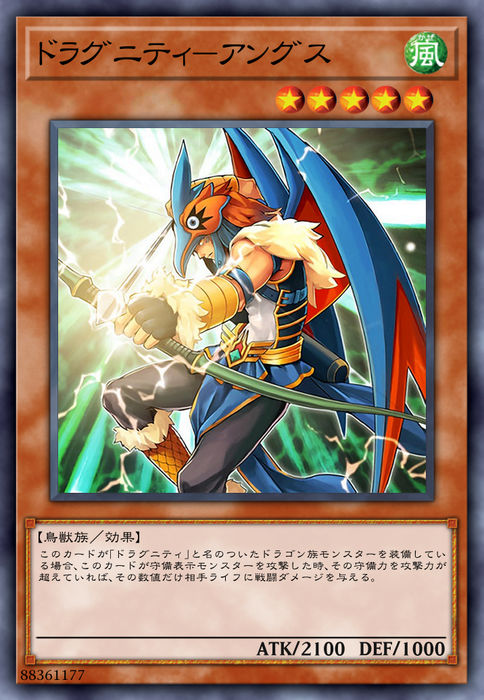 ドラグニティーアングス
かぜ
風
【鳥獣族／効果】
このカードが「ドラグニティ」と名のついたドラゴン族モンスターを装備してい
る場合、このカードが守備表示モンスターを攻撃した時、その守備力を攻撃力が
超えていれば、その数値だけ相手ライフに戦闘ダメージを与える。
ATK/2100 DEF/1000
88361177